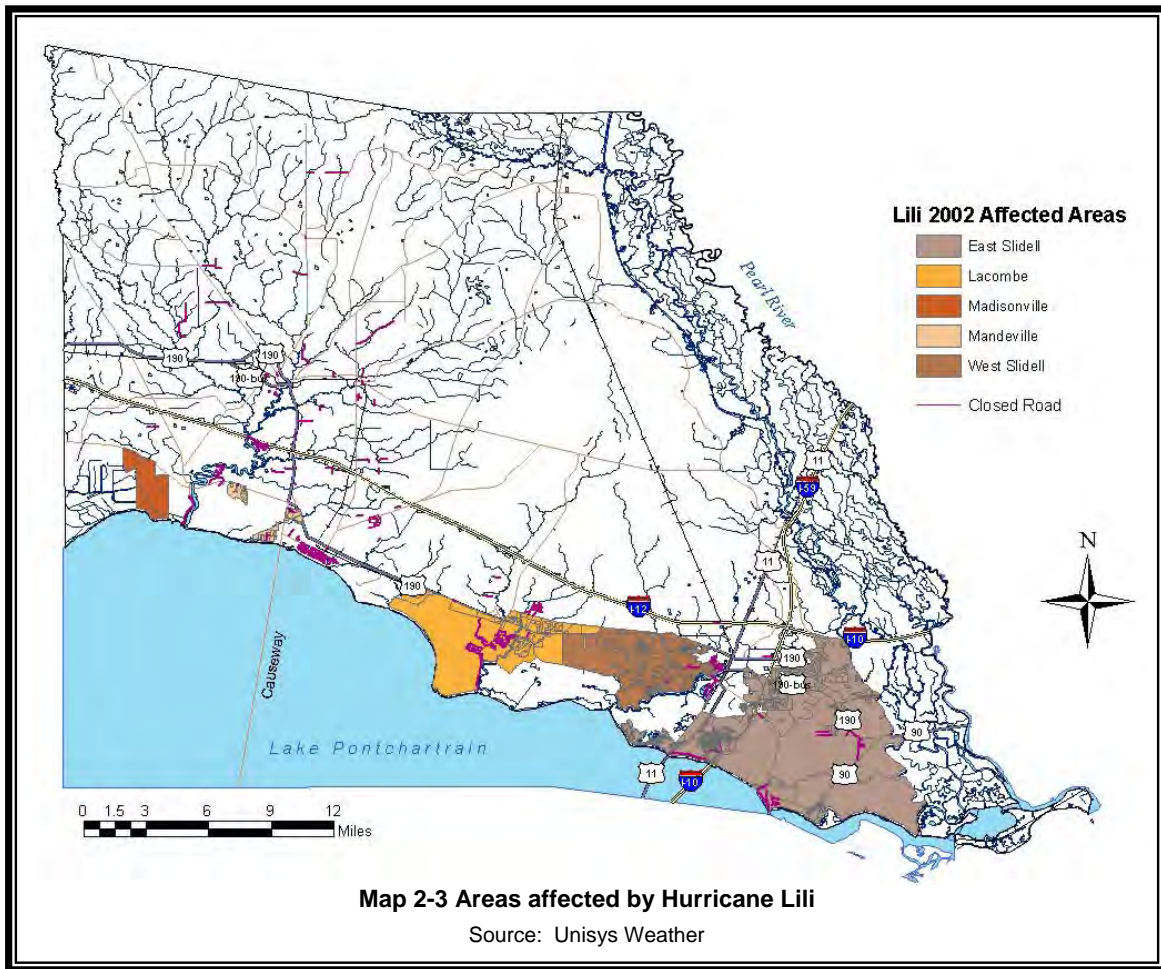 Lili 2002 Affected Areas
East Slidell
Lacombe
Madisonville
Mandeville
West Slidell
Closed Road
Pearl River
190
190
190-bus
11
I-59
N
11
190
I-12
I-10
190
190-bus
Causeway
190
90
Lake Pontchartrain
11
I-10
90
0 1.5 3 6 9 12
Miles
Map 2-3 Areas affected by Hurricane Lili
Source: Unisys Weather